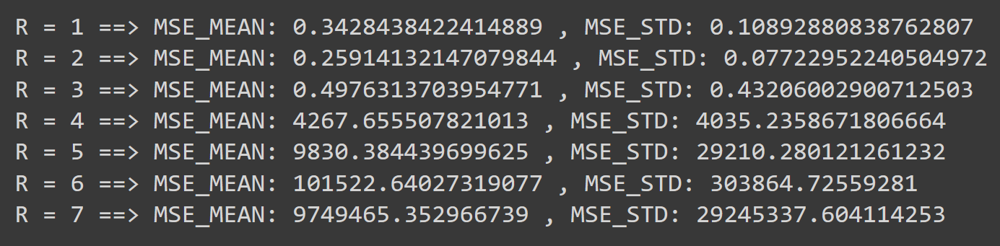 R = 1 ==> MSE_MEAN: 0.3428438422414889 , MSE_STD: 0.10892880838762807
R = 2 ==> MSE_MEAN: 0.25914132147079844 , MSE_STD: 0.07722952240504972
R = 3 ==> MSE_MEAN: 0.4976313703954771 , MSE_STD: 0.43206002900712503
R = 4 ==> MSE_MEAN: 4267.655507821013 , MSE_STD: 4035.2358671806664
R = 5 ==> MSE_MEAN: 9830.384439699625 , MSE_STD: 29210.280121261232
R = 6 ==> MSE_MEAN: 101522.64027319077 , MSE_STD: 303864.72559281
R = 7 ==> MSE_MEAN: 9749465.352966739 , MSE_STD: 29245337.604114253